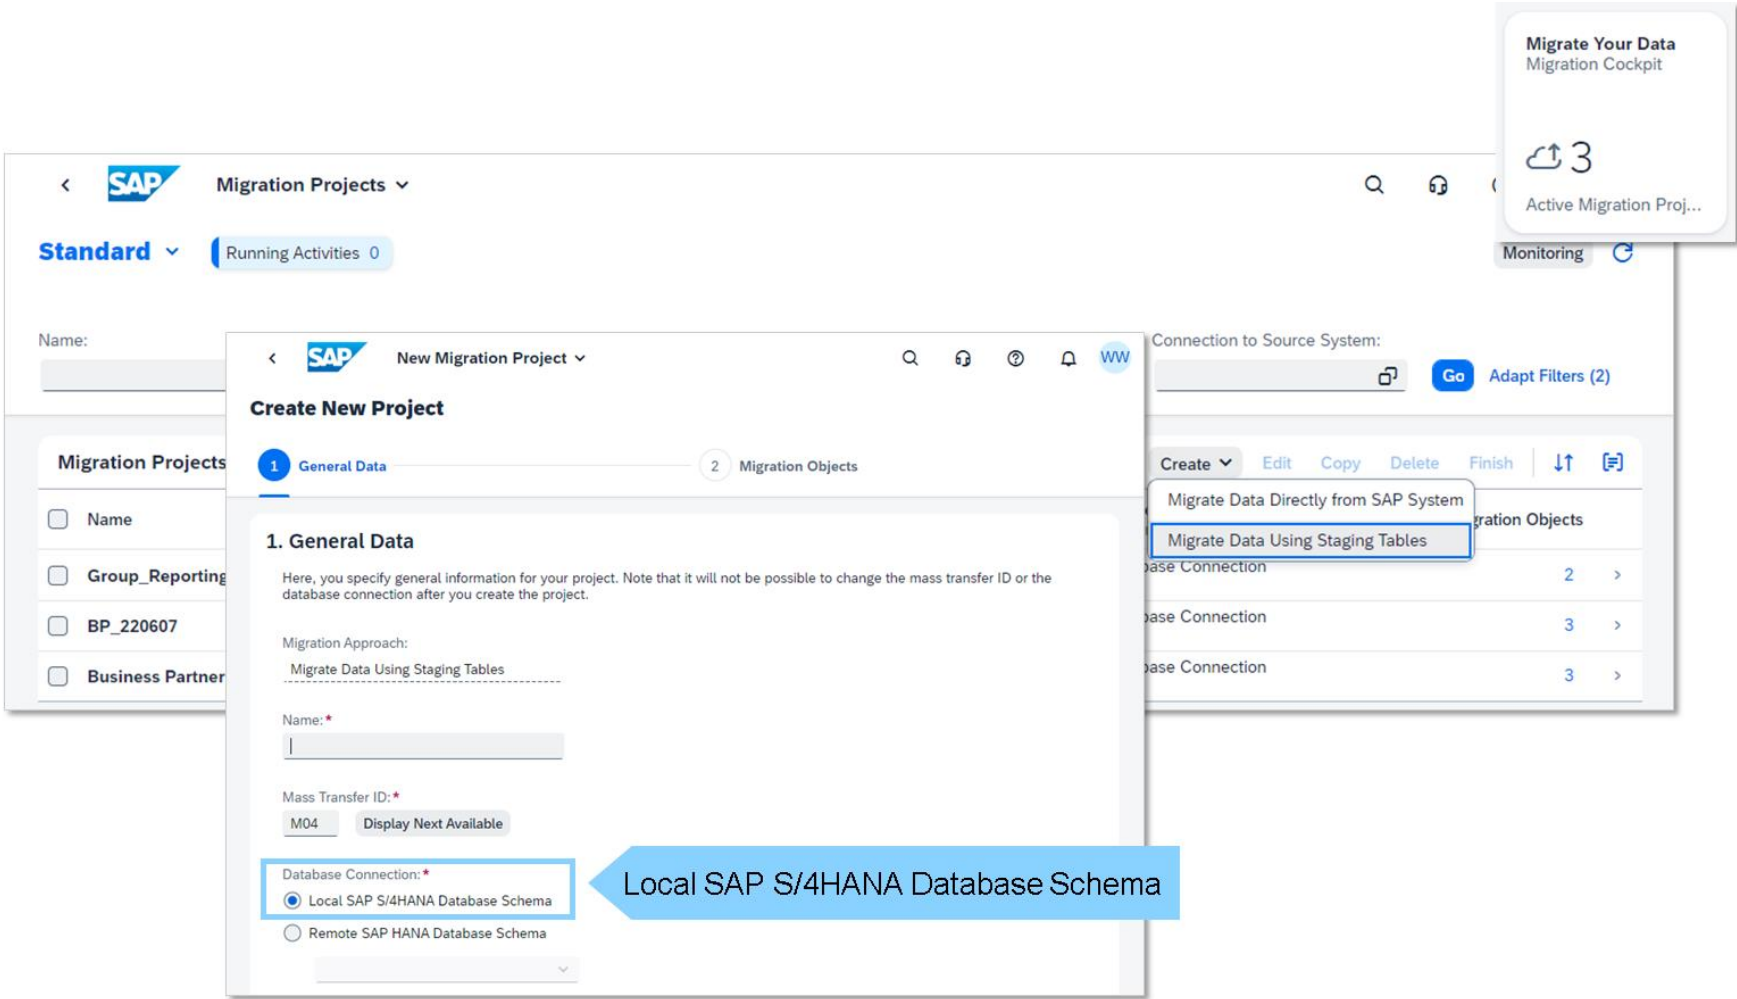 Migrate Your Data
Migration Cockpit
3
Active Migration Proj...
SAP
Migration Projects
Standard
Running Activities 0
Monitoring
Name:
Connection to Source System:
Go
Adapt Filters (2)
Migration Projects
Create
Edit
Copy
Delete
Finish
Migrate Data Directly from SAP System
Migrate Data Using Staging Tables
Name
gration Objects
Group_Reporting
ase Connection
2
BP_220607
ase Connection
3
Business Partner
ase Connection
3
SAP
New Migration Project
WW
Create New Project
1 General Data
2 Migration Objects
1. General Data
Here, you specify general information for your project. Note that it will not be possible to change the mass transfer ID or the
database connection after you create the project.
Migration Approach:
Migrate Data Using Staging Tables
Name:*
Mass Transfer ID:*
M04
Display Next Available
Database Connection:*
Local SAP S/4HANA Database Schema
Remote SAP HANA Database Schema
Local SAP S/4HANA Database Schema